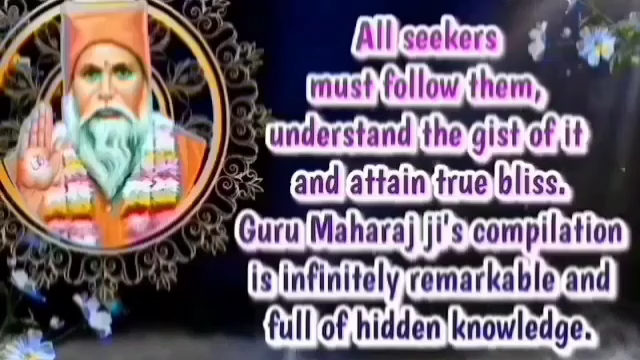 All seekers
must follow them,
understand the gist of it
and attain true bliss.
Guru Maharaj ji's compilation
is infinitely remarkable and
full of hidden knowledge.